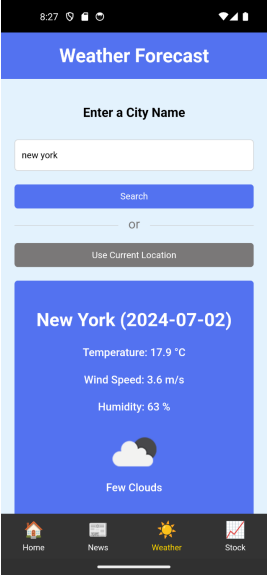 8:27
Weather Forecast
Enter a City Name
new york
Search
or
Use Current Location
New York (2024-07-02)
Temperature: 17.9 °C
Wind Speed: 3.6 m/s
Humidity: 63 %
Few Clouds
Home News Weather Stock